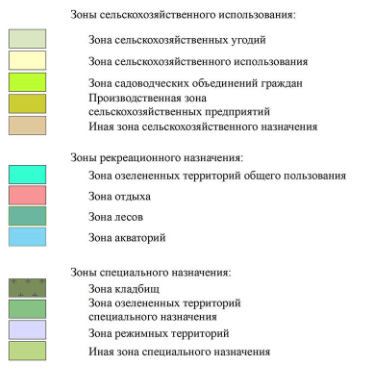 Зоны сельскохозяйственного использования:
Зона сельскохозяйственных угодий
Зона сельскохозяйственного использования
Зона садоводческих объединений граждан
Производственная зона
сельскохозяйственных предприятий
Иная зона сельскохозяйственного назначения
Зоны рекреационного назначения:
Зона озелененных территорий общего пользования
Зона отдыха
Зона лесов
Зона акваторий
Зоны специального назначения:
Зона кладбищ
Зона озелененных территорий
специального назначения
Зона режимных территорий
Иная зона специального назначения